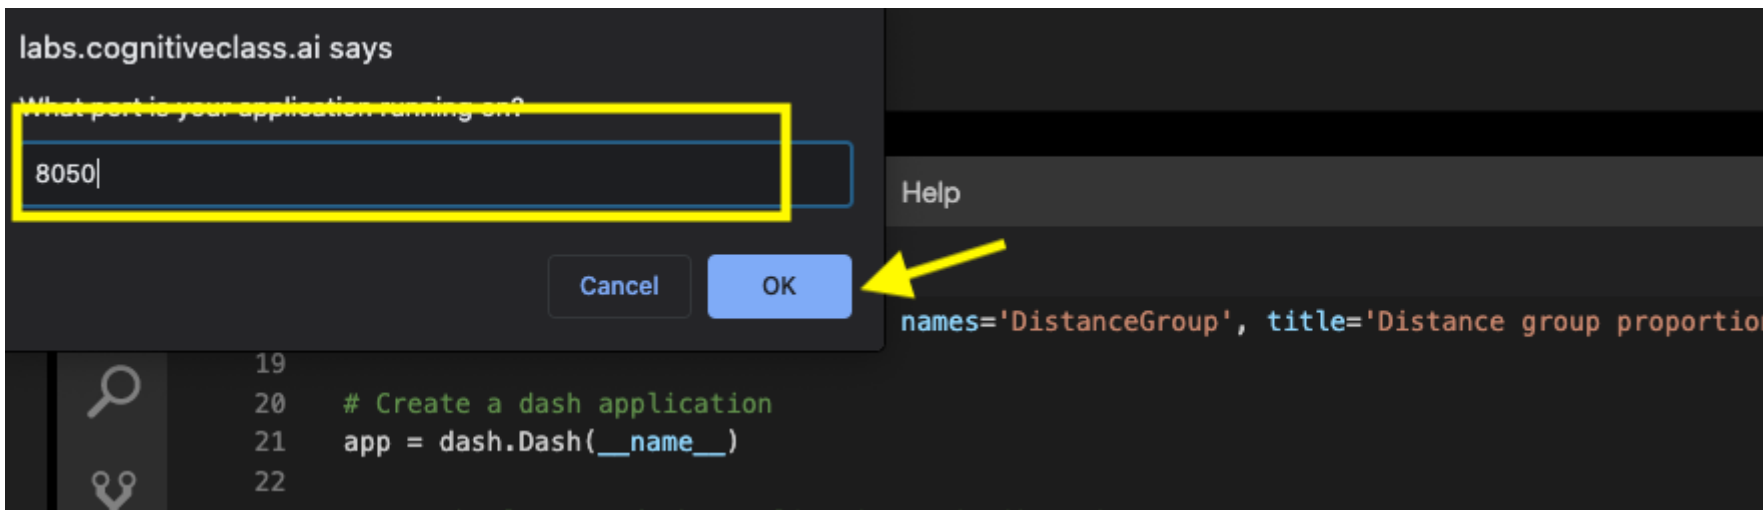 labs.cognitiveclass.ai says
What port is your application running on?
8050
Cancel
OK
Help
names='DistanceGroup', title='Distance group proportio
19
20 # Create a dash application
21 app = dash.Dash(__name__)
22